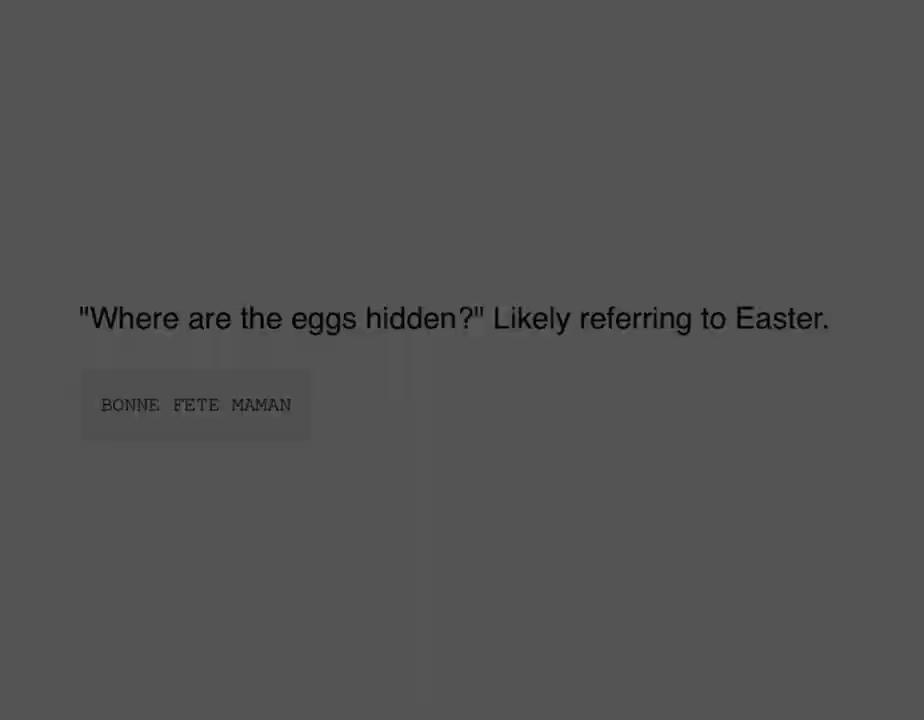 "Where are the eggs hidden?" Likely referring to Easter.
BONNE FETE MAMAN